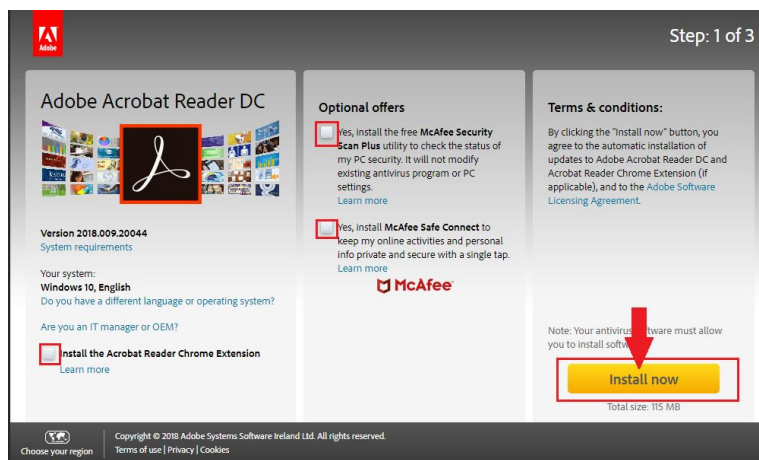 Adobe
Step: 1 of 3
Adobe Acrobat Reader DC
Version 2018.009.20044
System requirements
Your system:
Windows 10, English
Do you have a different language or operating system?
Are you an IT manager or OEM?
Install the Acrobat Reader Chrome Extension
Learn more
Optional offers
Yes, install the free McAfee Security
Scan Plus utility to check the status of
my PC security. It will not modify
existing antivirus program or PC
settings.
Learn more
Yes, install McAfee Safe Connect to
keep my online activities and personal
info private and secure with a single tap.
Learn more
McAfee
Terms & conditions:
By clicking the "Install now" button, you
agree to the automatic installation of
updates to Adobe Acrobat Reader DC and
Acrobat Reader Chrome Extension (if
applicable), and to the Adobe Software
Licensing Agreement.
Note: Your antivirus software must allow
you to install
Install now
Total size: 115 MB
Choose your region
Copyright © 2018 Adobe Systems Software Ireland Ltd. All rights reserved.
Terms of use | Privacy | Cookies